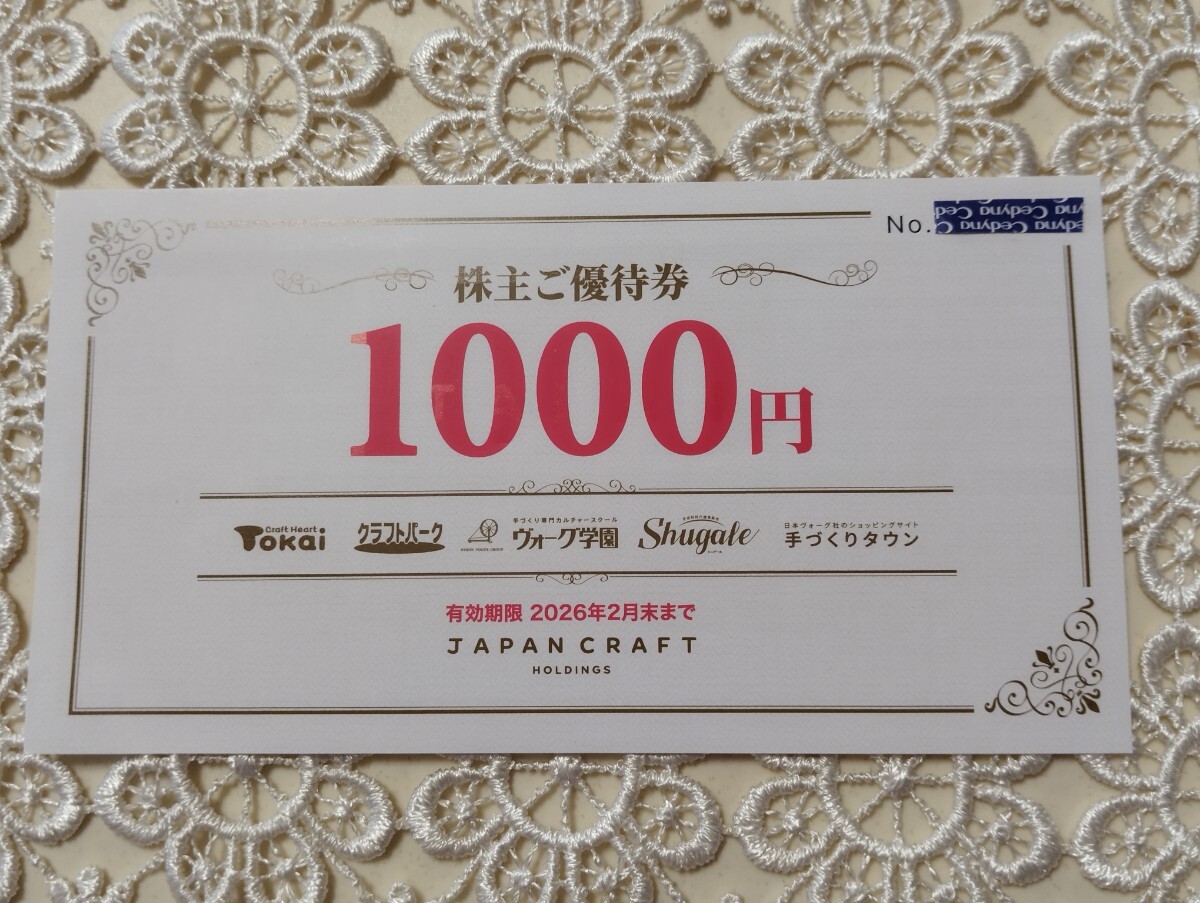 No.
Cedyna Cedyna Cedyna
株主ご優待券
1000円
Craft Heart
Tokai
クラフトパーク
手づくり専門カルチャースクール
ヴォーグ学園
Shugale
日本ヴォーグ社のショッピングサイト
手づくりタウン
有効期限 2026年2月末まで
JAPAN CRAFT
HOLDINGS